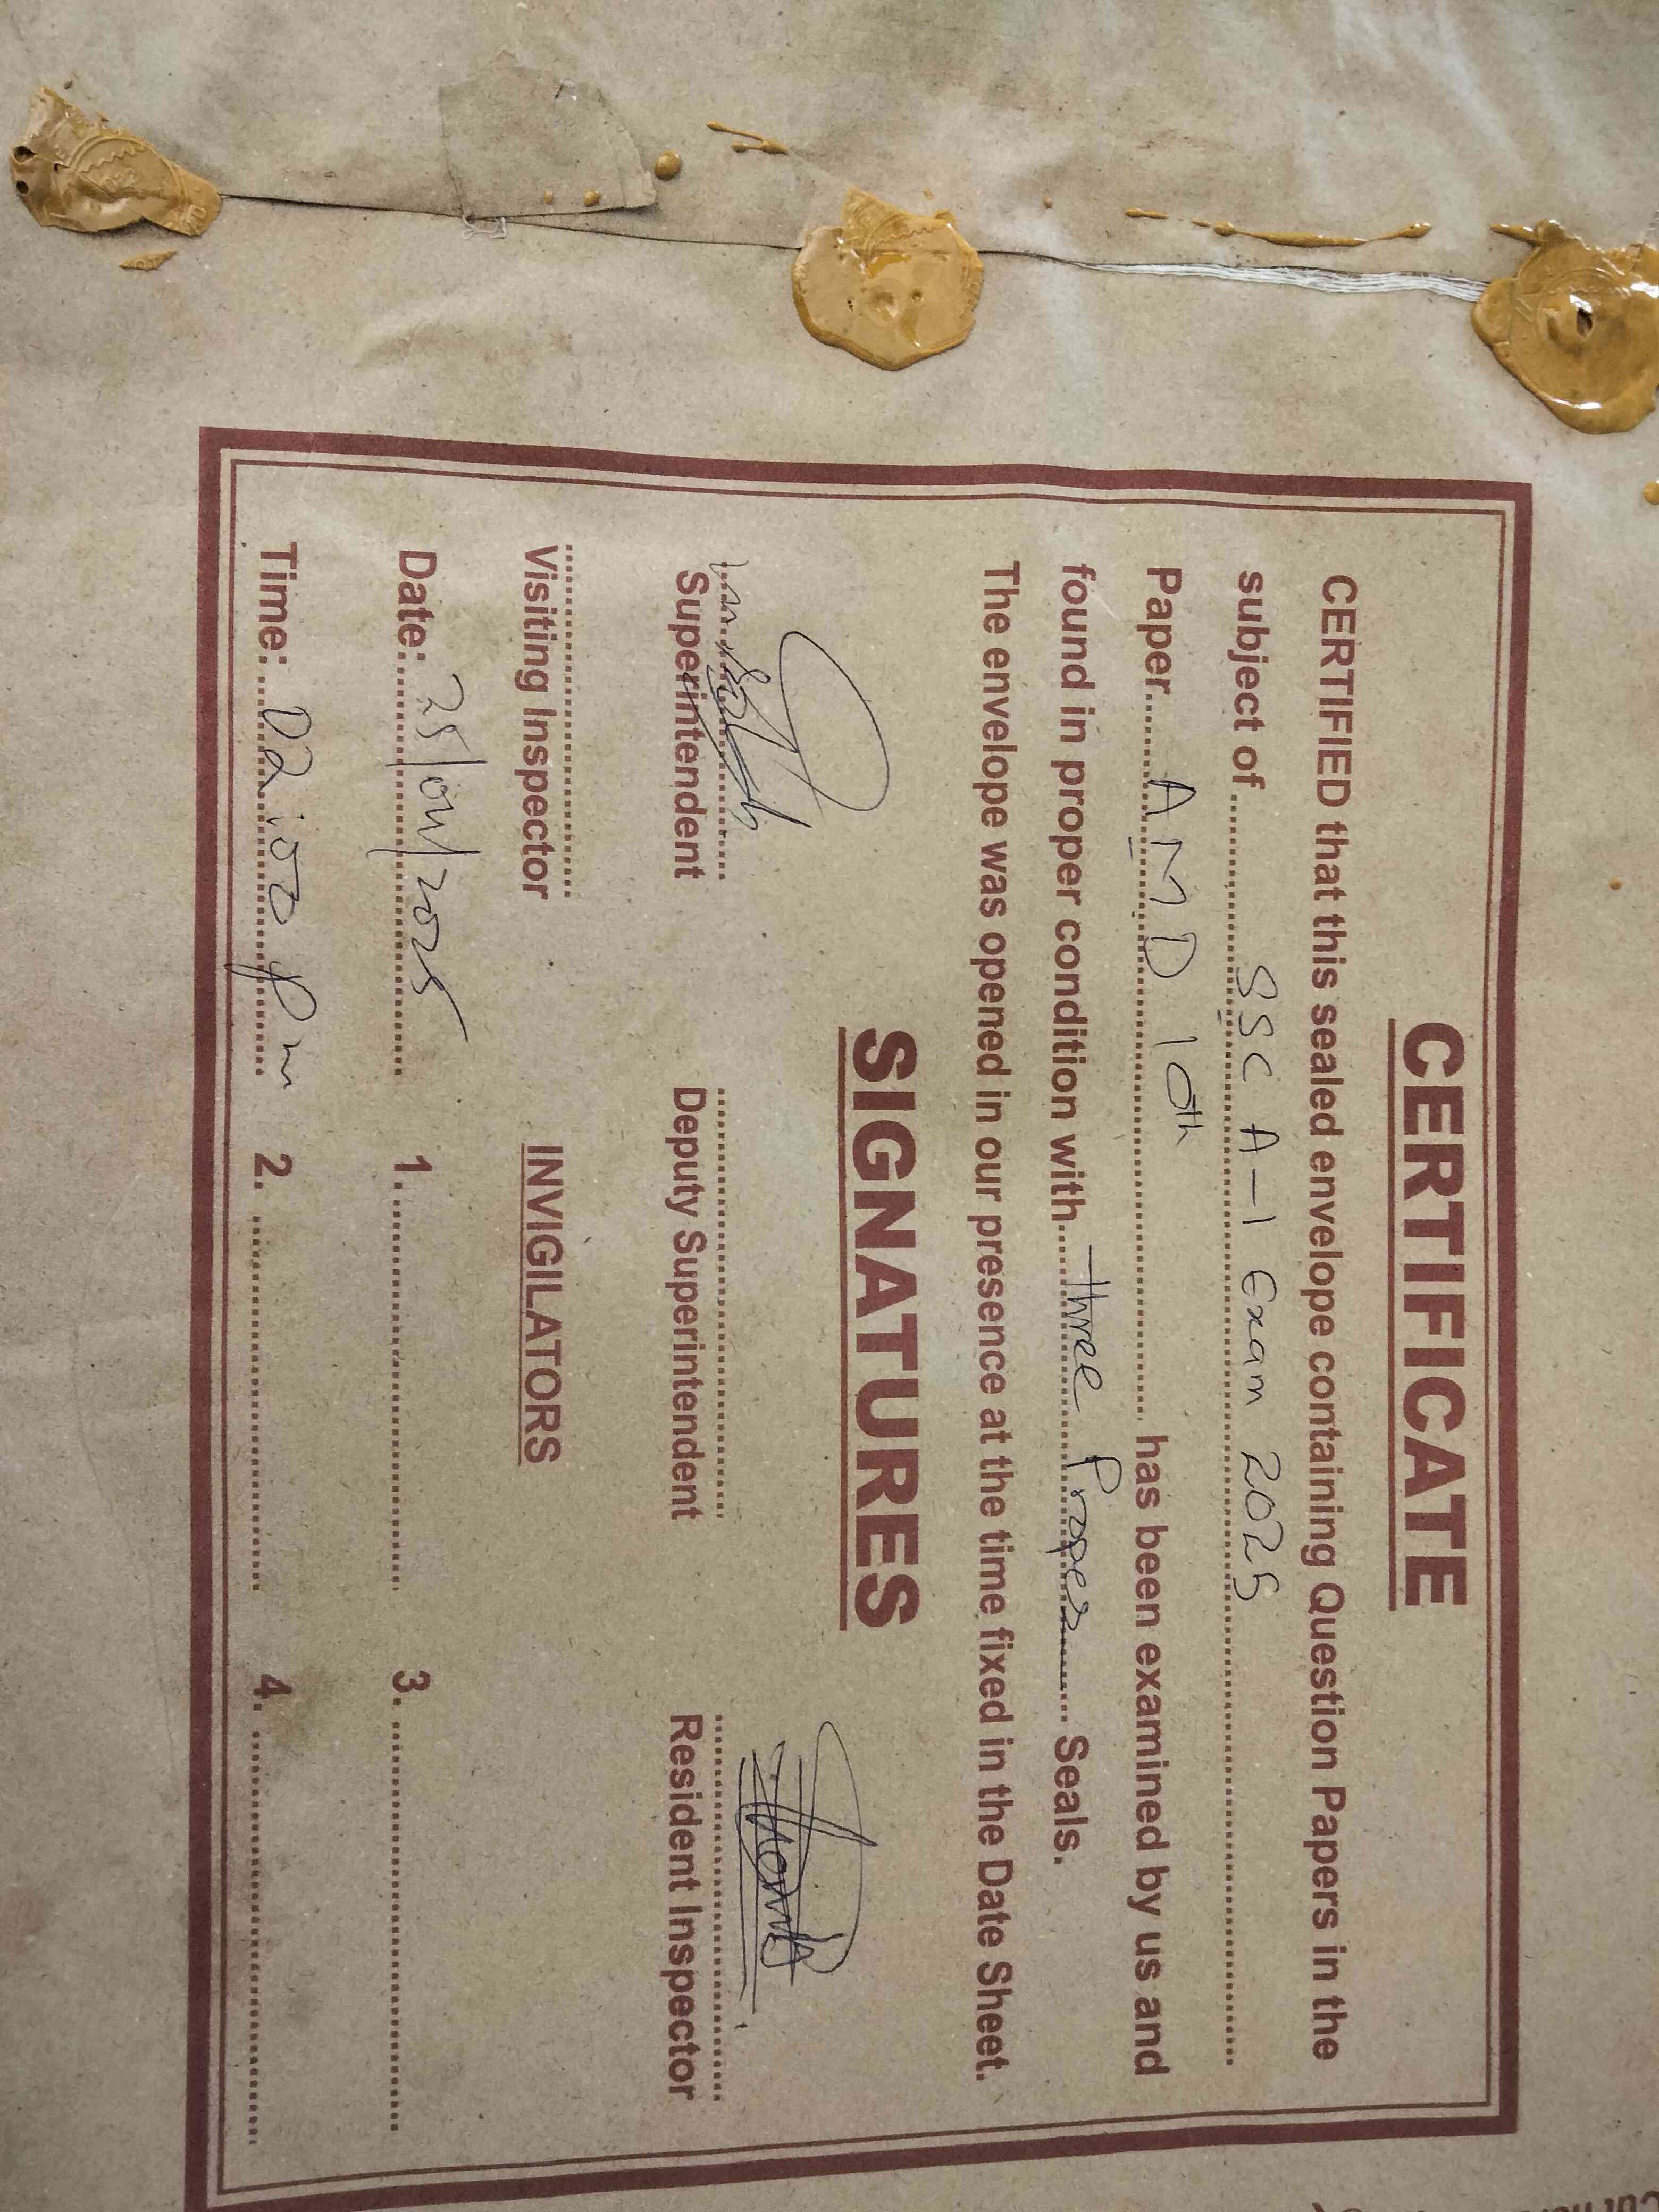 CERTIFICATE
CERTIFIED that this sealed envelope containing Question Papers in the
subject of SSC A-1 Exam 2025
Paper AMD 10th has been examined by us and
found in proper condition with three Proper Seals.
The envelope was opened in our presence at the time fixed in the Date Sheet.
SIGNATURES
Superintendent Deputy Superintendent Resident Inspector
Visiting Inspector INVIGILATORS
Date: 25/04/2025 1. 3.
Time: 02:00 pm 2. 4.